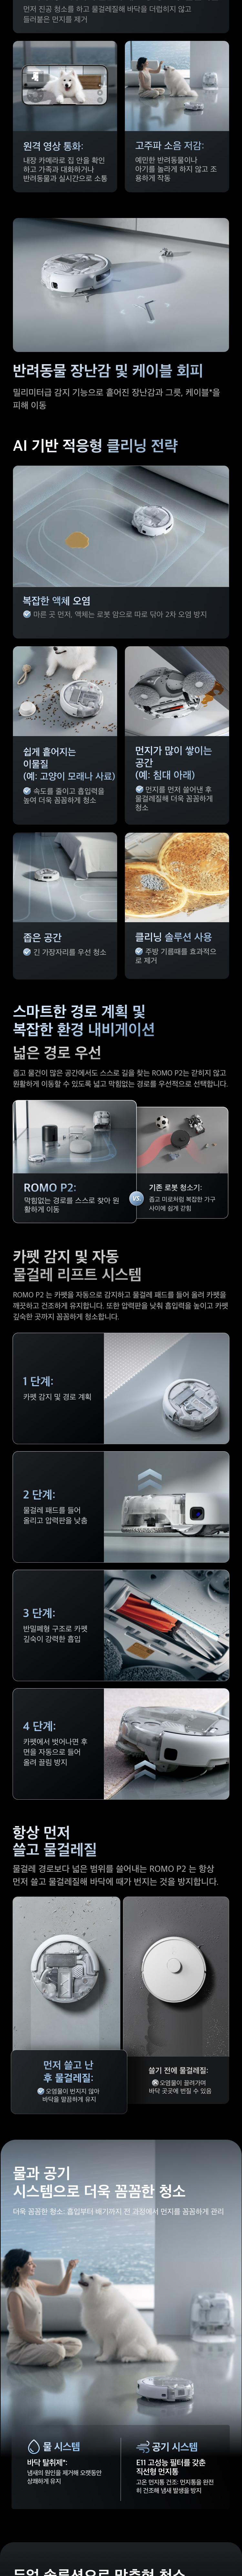 먼저 진공 청소를 하고 물걸레질해 바닥을 더럽히지 않고
들러붙은 먼지를 제거
원격 영상 통화:
내장 카메라로 집 안을 확인
하고 가족과 대화하거나
반려동물과 실시간으로 소통
고주파 소음 저감:
예민한 반려동물이나
아기를 놀라게 하지 않고 조
용하게 작동
반려동물 장난감 및 케이블 회피
밀리미터급 감지 기능으로 흩어진 장난감과 그릇, 케이블*을
피해 이동
AI 기반 적응형 클리닝 전략
복잡한 액체 오염
마른 곳 먼저, 액체는 로봇 암으로 따로 닦아 2차 오염 방지
쉽게 흩어지는
이물질
(예: 고양이 모래나 사료)
속도를 줄이고 흡입력을
높여 더욱 꼼꼼하게 청소
먼지가 많이 쌓이는
공간
(예: 침대 아래)
먼지를 먼저 쓸어낸 후
물걸레질해 더욱 꼼꼼하게
청소
좁은 공간
긴 가장자리를 우선 청소
클리닝 솔루션 사용
주방 기름때를 효과적으
로 제거
스마트한 경로 계획 및
복잡한 환경 내비게이션
넓은 경로 우선
좁고 물건이 많은 공간에서도 스스로 길을 찾는 ROMO P2는 갇히지 않고
원활하게 이동할 수 있도록 넓고 막힘없는 경로를 우선적으로 선택합니다.
ROMO P2:
막힘없는 경로를 스스로 찾아 원
활하게 이동
VS
기존 로봇 청소기:
좁고 미로처럼 복잡한 가구
사이에 쉽게 갇힘
카펫 감지 및 자동
물걸레 리프트 시스템
ROMO P2 는 카펫을 자동으로 감지하고 물걸레 패드를 들어 올려 카펫을
깨끗하고 건조하게 유지합니다. 또한 압력판을 낮춰 흡입력을 높이고 카펫
깊숙한 곳까지 꼼꼼하게 청소합니다.
1 단계:
카펫 감지 및 경로 계획
2 단계:
물걸레 패드를 들어
올리고 압력판을 낮춤
3 단계:
반밀폐형 구조로 카펫
깊숙이 강력한 흡입
4 단계:
카펫에서 벗어나면 후
면을 자동으로 들어
올려 끌림 방지
항상 먼저
쓸고 물걸레질
물걸레 경로보다 넓은 범위를 쓸어내는 ROMO P2 는 항상
먼저 쓸고 물걸레질해 바닥에 때가 번지는 것을 방지합니다.
먼저 쓸고 난
후 물걸레질:
오염물이 번지지 않아
바닥을 말끔하게 유지
쓸기 전에 물걸레질:
오염물이 끌려가며
바닥 곳곳에 번질 수 있음
물과 공기
시스템으로 더욱 꼼꼼한 청소
더욱 꼼꼼한 청소: 흡입부터 배기까지 전 과정에서 먼지를 꼼꼼하게 관리
물 시스템
바닥 탈취제*:
냄새의 원인을 제거해 오랫동안
상쾌하게 유지
공기 시스템
E11 고성능 필터를 갖춘
직선형 먼지통
고온 먼지통 건조: 먼지통을 완전
히 건조해 냄새 발생을 방지